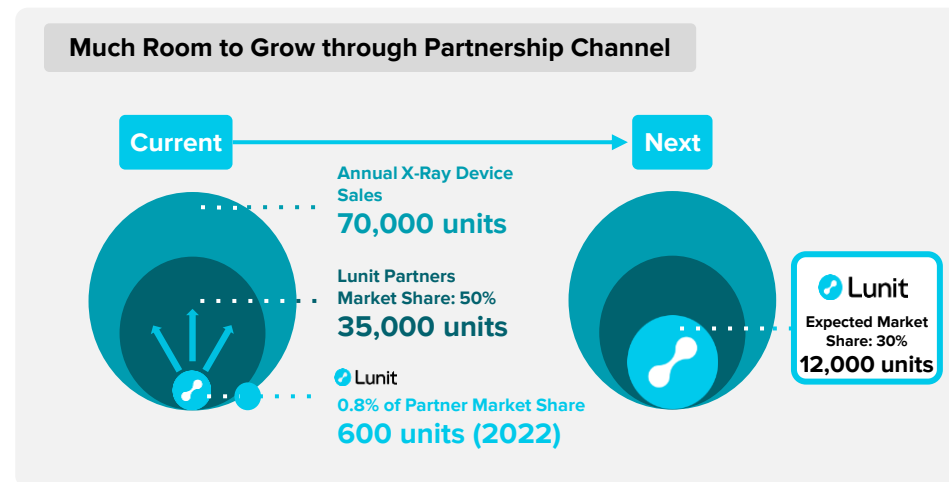 Much Room to Grow through Partnership Channel
Current
Next
Annual X-Ray Device
Sales
70,000 units
Lunit Partners
Market Share: 50%
35,000 units
Lunit
0.8% of Partner Market Share
600 units (2022)
Lunit
Expected Market
Share: 30%
12,000 units